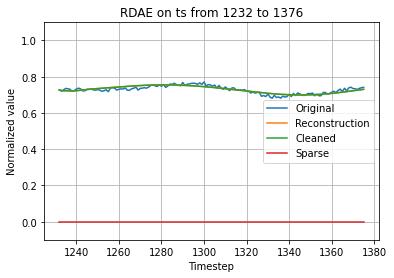 RDAE on ts from 1232 to 1376
Normalized value
1.0
0.8
0.6
0.4
0.2
0.0
Original
Reconstruction
Cleaned
Sparse
1240 1260 1280 1300 1320 1340 1360 1380
Timestep